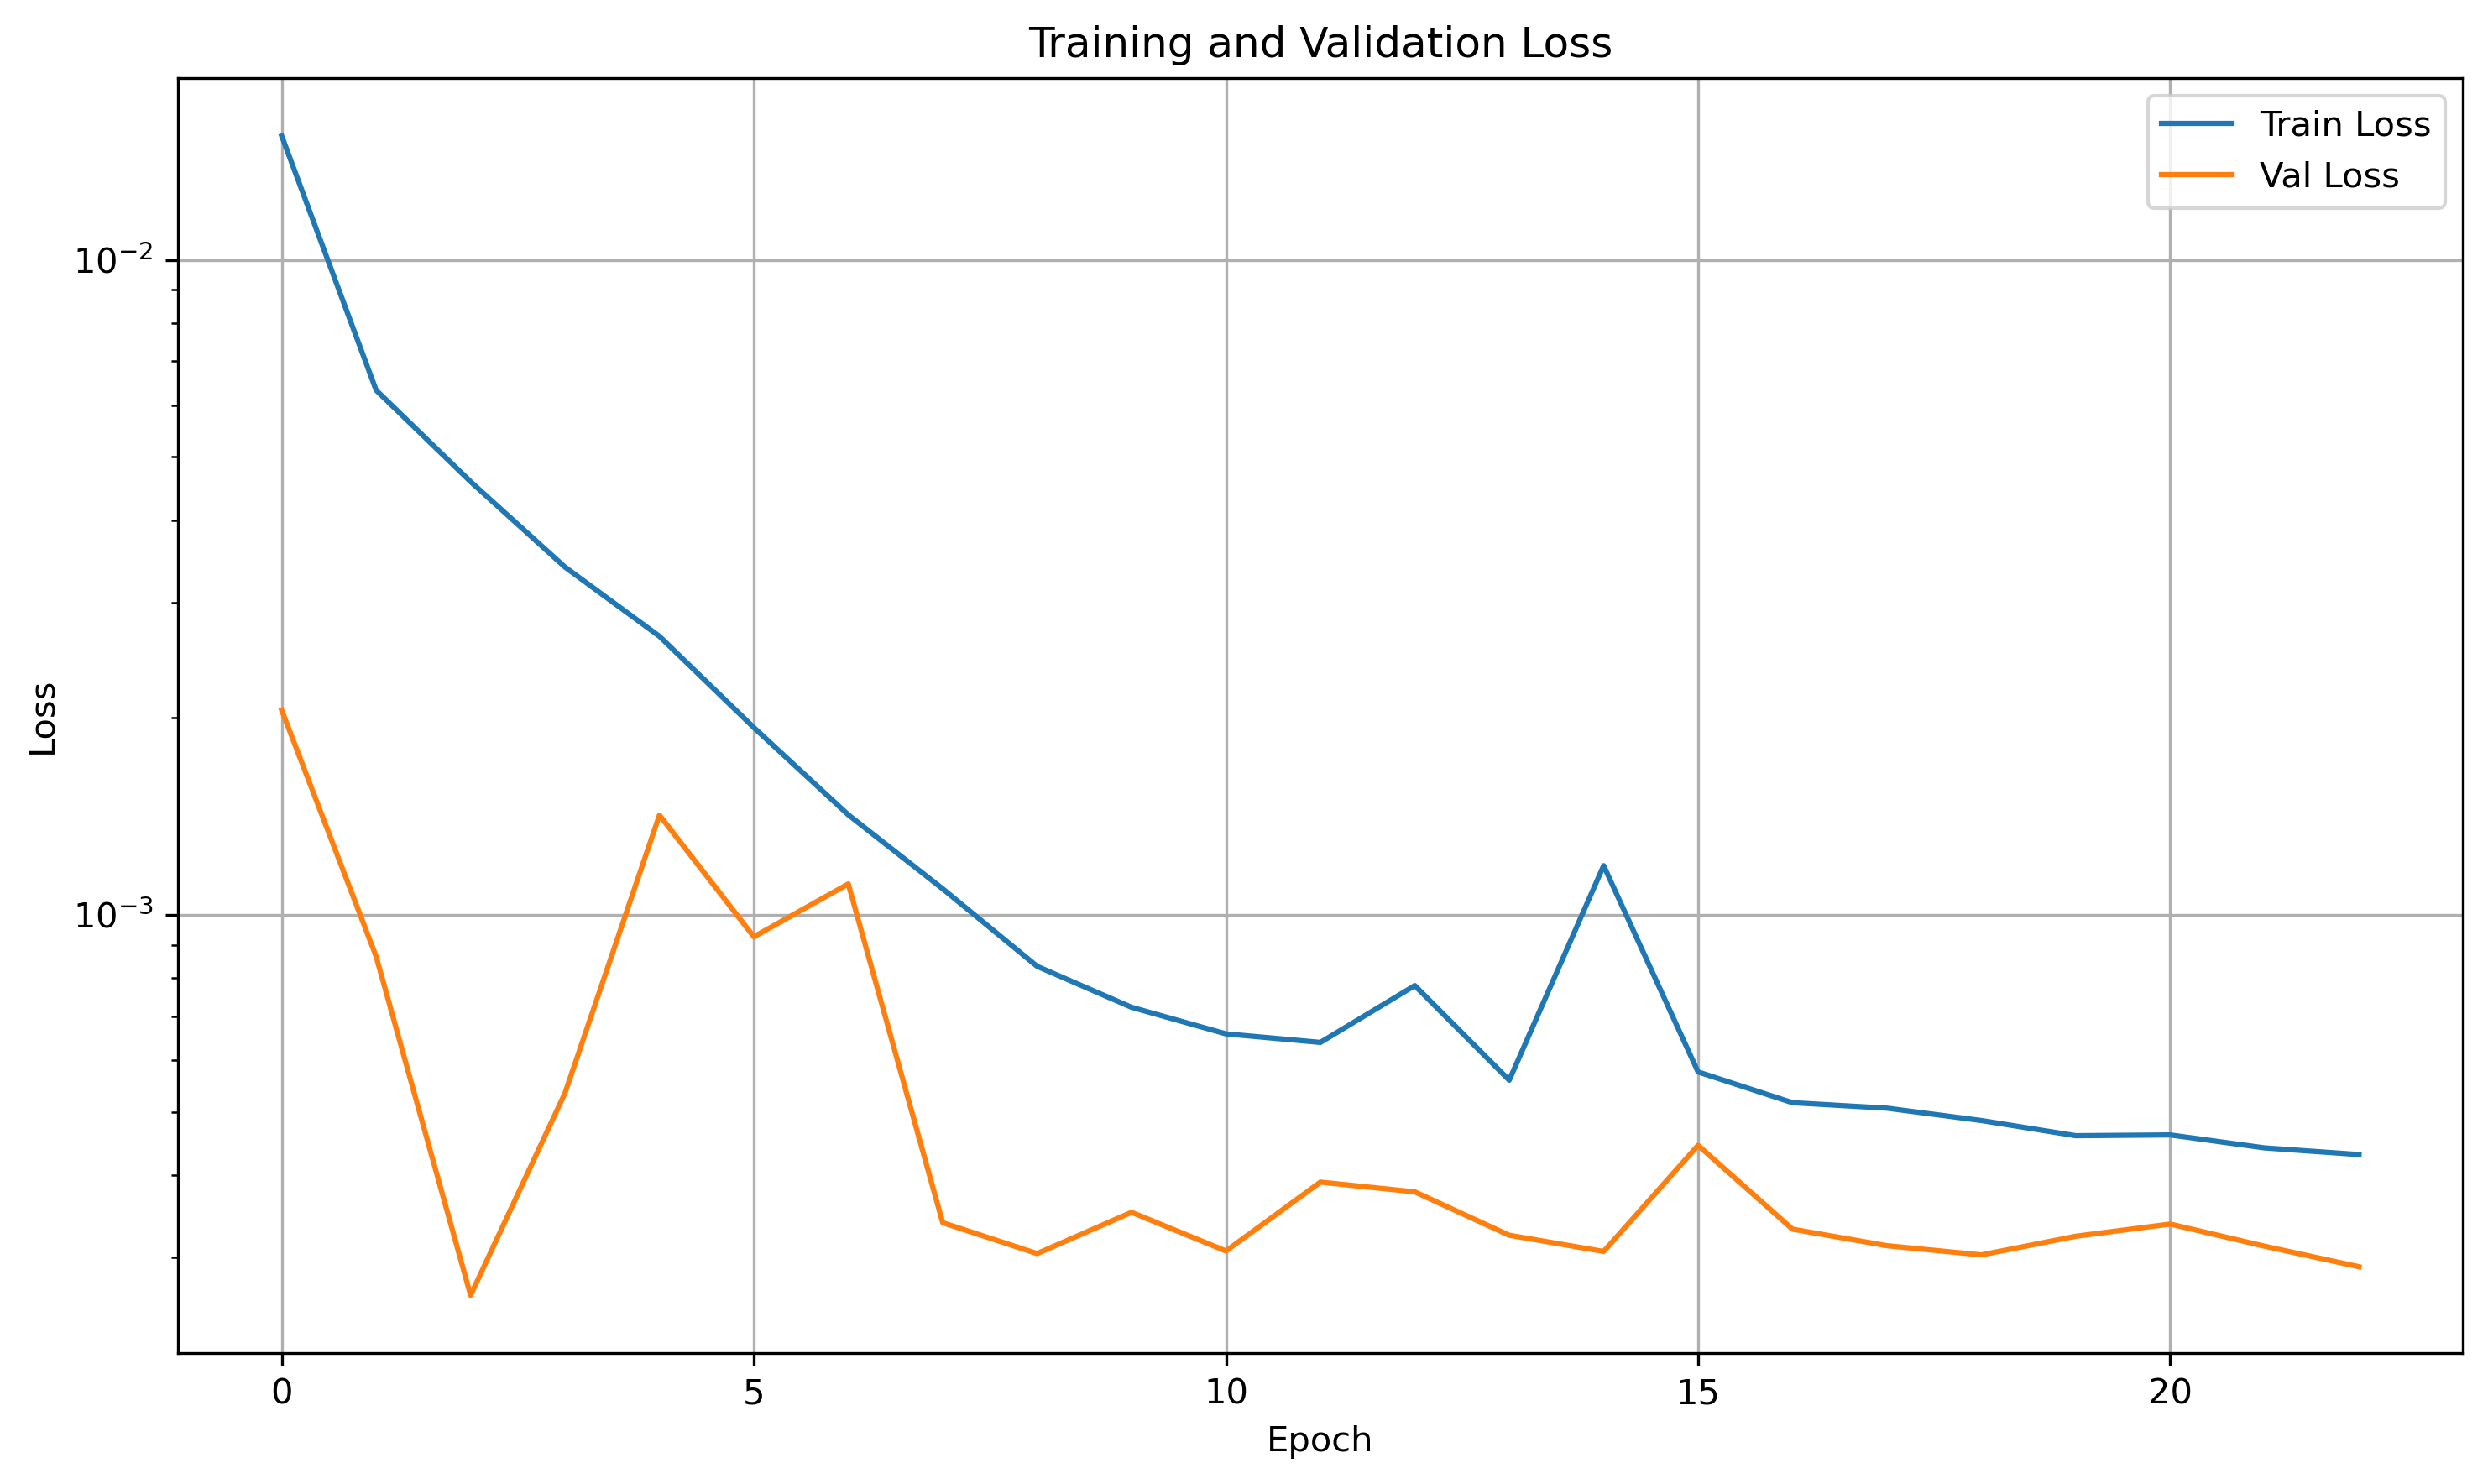 Training and Validation Loss
Train Loss
Val Loss
10⁻²
10⁻³
Loss
0 5 10 15 20
Epoch